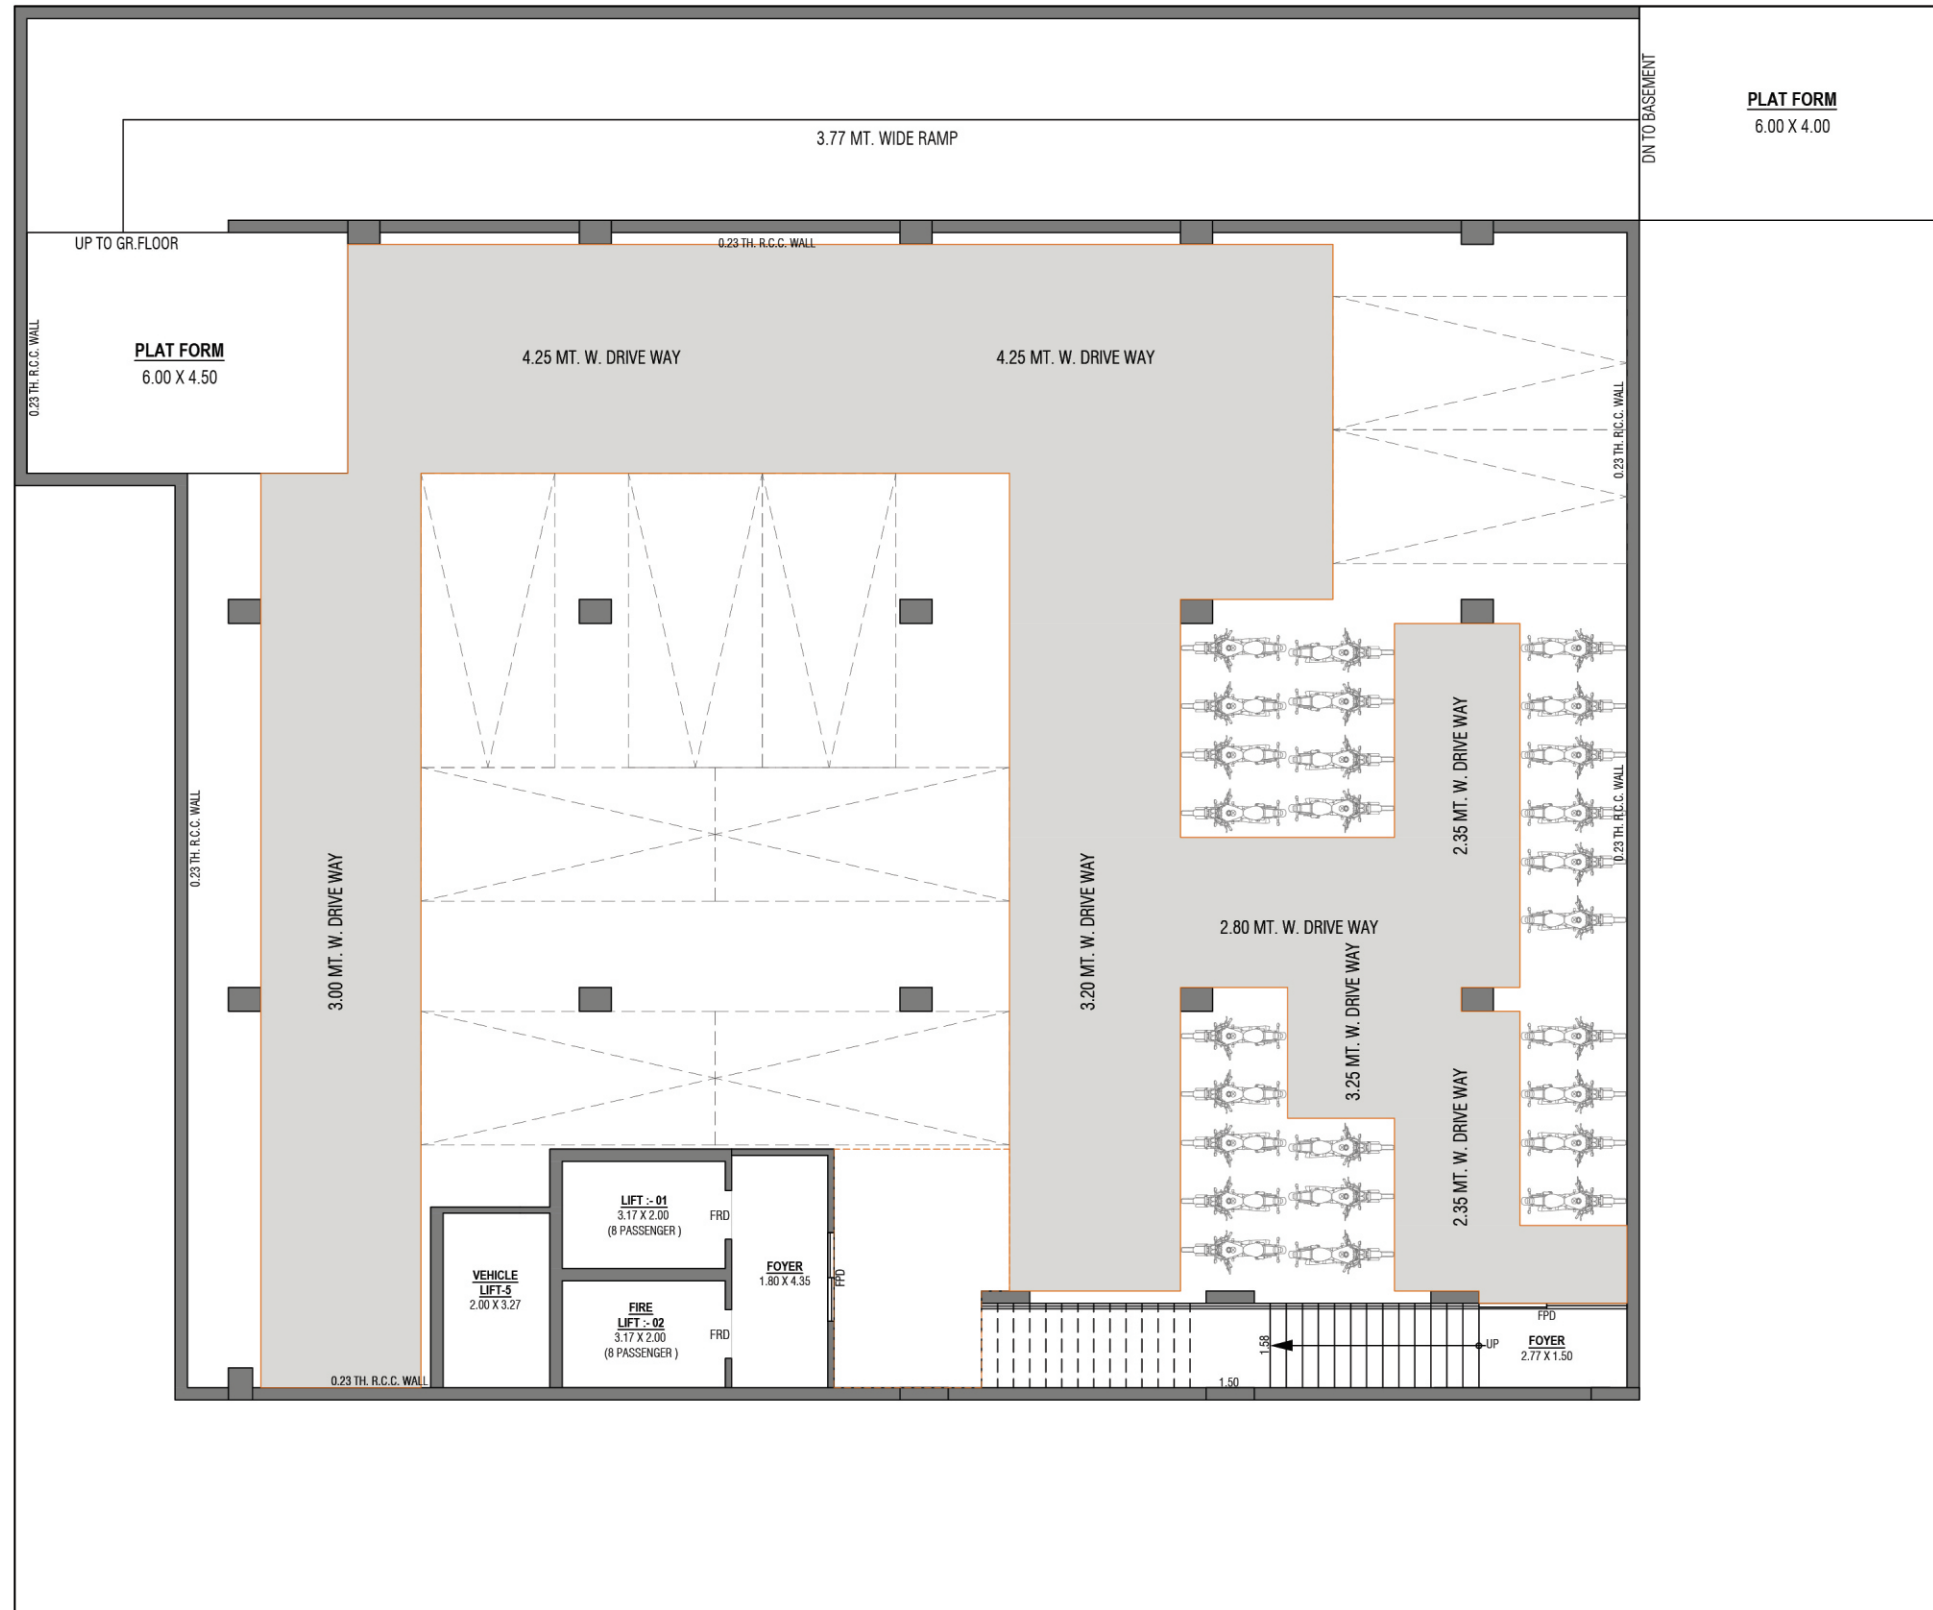 PLAT FORM
6.00 X 4.00
DN TO BASEMENT
3.77 MT. WIDE RAMP
UP TO GR.FLOOR
0.23 TH. R.C.C. WALL
PLAT FORM
6.00 X 4.50
0.23 TH. R.C.C. WALL
4.25 MT. W. DRIVE WAY
4.25 MT. W. DRIVE WAY
0.23 TH. R.C.C. WALL
0.23 TH. R.C.C. WALL
3.00 MT. W. DRIVE WAY
3.20 MT. W. DRIVE WAY
2.35 MT. W. DRIVE WAY
0.23 TH. R.C.C. WALL
2.80 MT. W. DRIVE WAY
3.25 MT. W. DRIVE WAY
2.35 MT. W. DRIVE WAY
LIFT :- 01
3.17 X 2.00
(8 PASSENGER )
FRD
VEHICLE
LIFT-5
2.00 X 3.27
FOYER
1.80 X 4.35
FPD
FIRE
LIFT :- 02
3.17 X 2.00
(8 PASSENGER )
FRD
0.23 TH. R.C.C. WALL
1.58
1.50
UP
FPD
FOYER
2.77 X 1.50